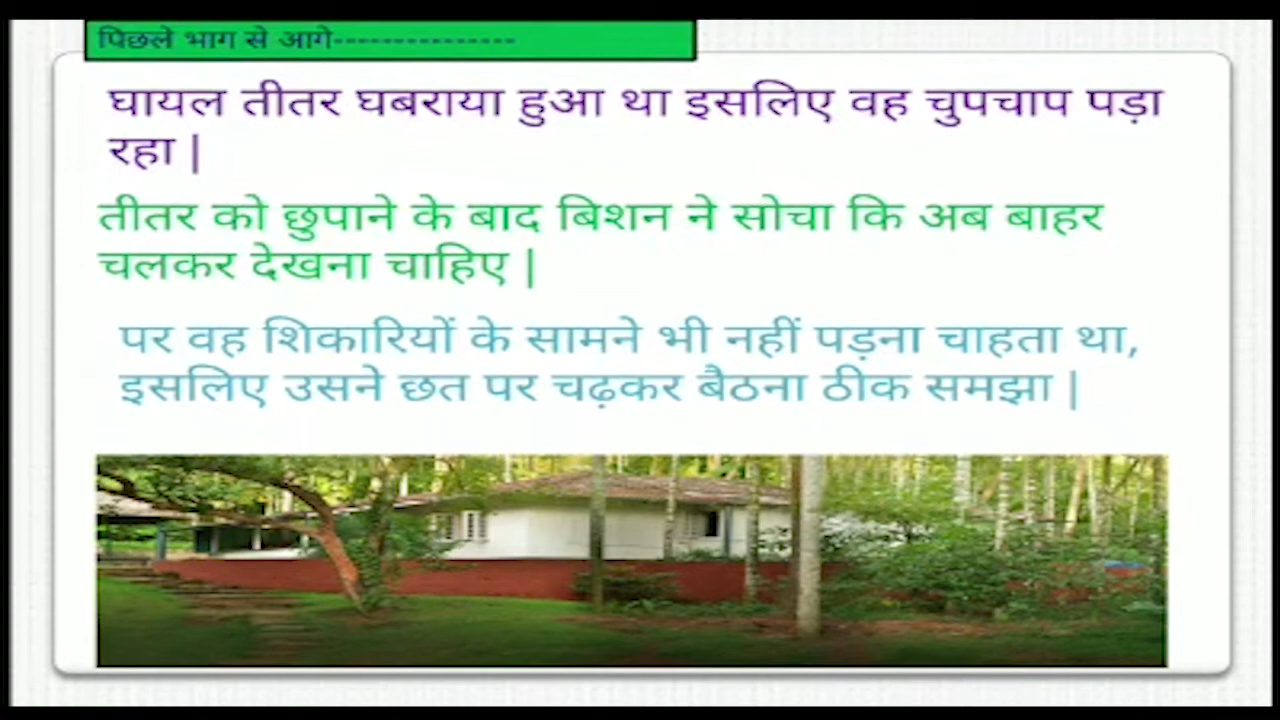 पिछले भाग से आगे---------------
घायल तीतर घबराया हुआ था इसलिए वह चुपचाप पड़ा
रहा |
तीतर को छुपाने के बाद बिशन ने सोचा कि अब बाहर
चलकर देखना चाहिए |
पर वह शिकारियों के सामने भी नहीं पड़ना चाहता था,
इसलिए उसने छत पर चढ़कर बैठना ठीक समझा |